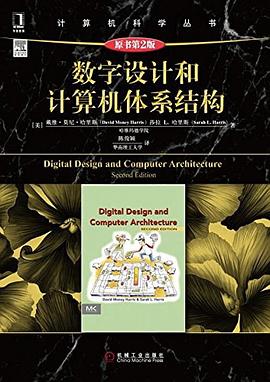 计算机科学丛书
原书第2版
数字设计和
计算机体系结构
[美] 戴维·莫尼·哈里斯 (David Money Harris) 莎拉 L. 哈里斯 (Sarah L. Harris) 著
哈维玛德学院
陈俊颖 译
华南理工大学
Digital Design and Computer Architecture
Second Edition
Digital Design and
Computer Architecture
SECOND EDITION
David Money Harris & Sarah L. Harris
MK
机械工业出版社
China Machine Press